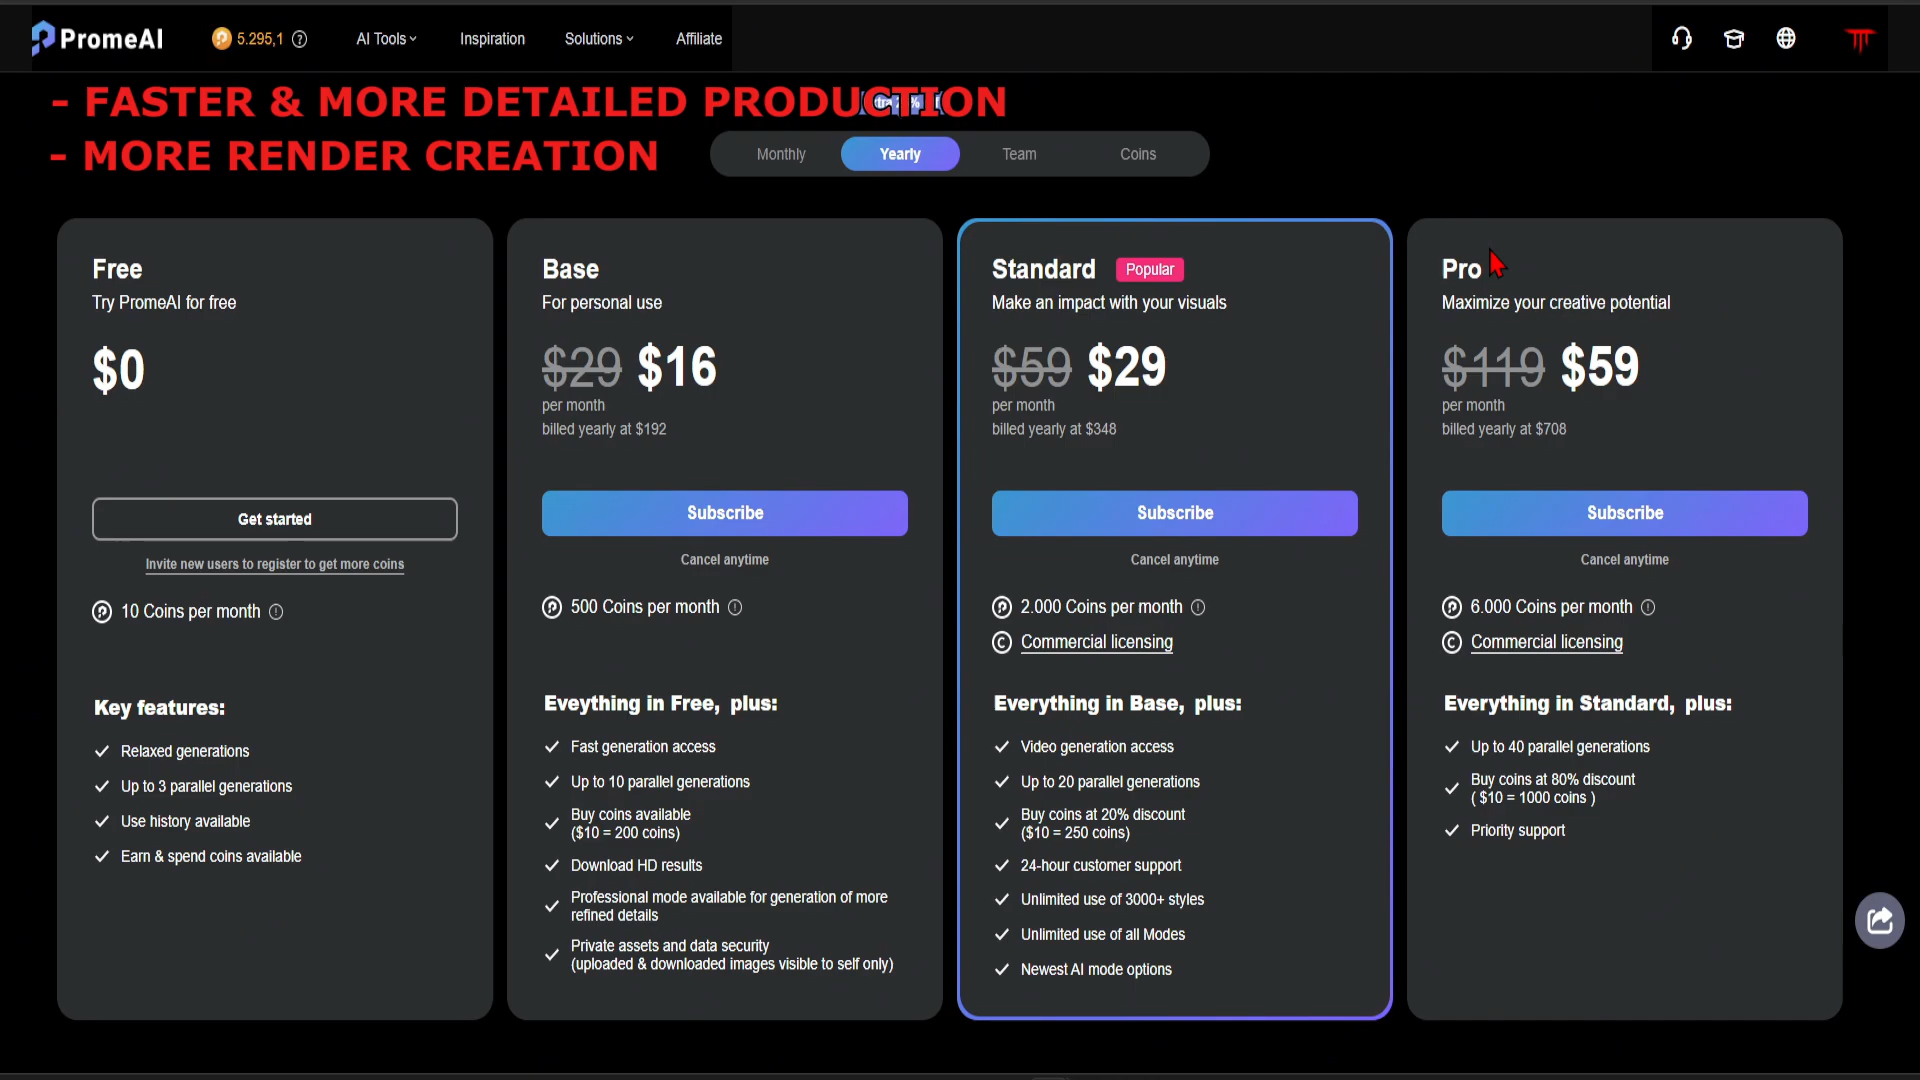 PromeAI
5.295,1
AI Tools
Inspiration
Solutions
Affiliate
- FASTER & MORE DETAILED PRODUCTION
- MORE RENDER CREATION
Monthly
Yearly
Team
Coins
Free
Try PromeAI for free
$0
Get started
Invite new users to register to get more coins
10 Coins per month
Key features:
Relaxed generations
Up to 3 parallel generations
Use history available
Earn & spend coins available
Base
For personal use
$29 $16
per month
billed yearly at $192
Subscribe
Cancel anytime
500 Coins per month
Eveything in Free, plus:
Fast generation access
Up to 10 parallel generations
Buy coins available
($10 = 200 coins)
Download HD results
Professional mode available for generation of more
refined details
Private assets and data security
(uploaded & downloaded images visible to self only)
Standard Popular
Make an impact with your visuals
$59 $29
per month
billed yearly at $348
Subscribe
Cancel anytime
2.000 Coins per month
Commercial licensing
Everything in Base, plus:
Video generation access
Up to 20 parallel generations
Buy coins at 20% discount
($10 = 250 coins)
24-hour customer support
Unlimited use of 3000+ styles
Unlimited use of all Modes
Newest AI mode options
Pro
Maximize your creative potential
$119 $59
per month
billed yearly at $708
Subscribe
Cancel anytime
6.000 Coins per month
Commercial licensing
Everything in Standard, plus:
Up to 40 parallel generations
Buy coins at 80% discount
( $10 = 1000 coins )
Priority support